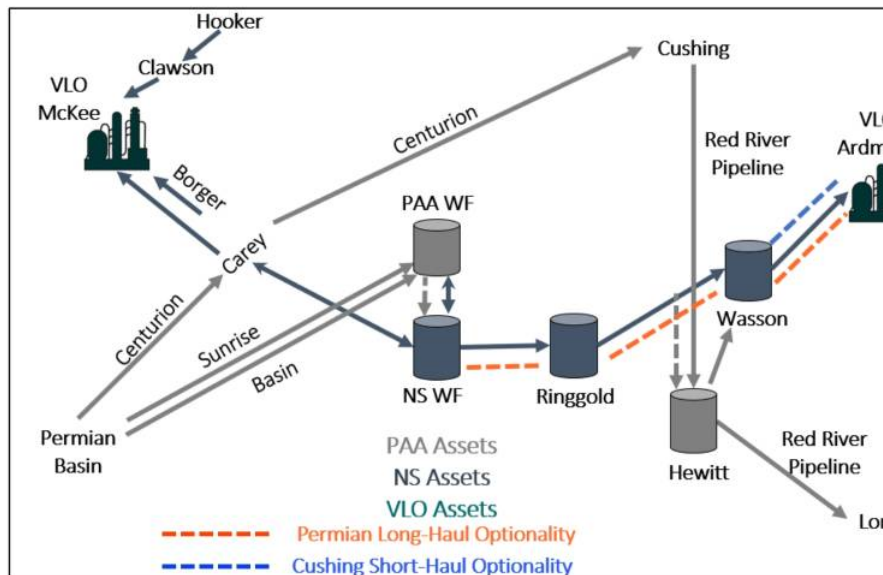 Hooker
Clawson
VLO
McKee
Borger
Carey
Centurion
Cushing
Red River
Pipeline
PAA WF
Centurion
Sunrise
Basin
NS WF
Ringgold
Wasson
Permian
Basin
Hewitt
Red River
Pipeline
PAA Assets
NS Assets
VLO Assets
Permian Long-Haul Optionality
Cushing Short-Haul Optionality